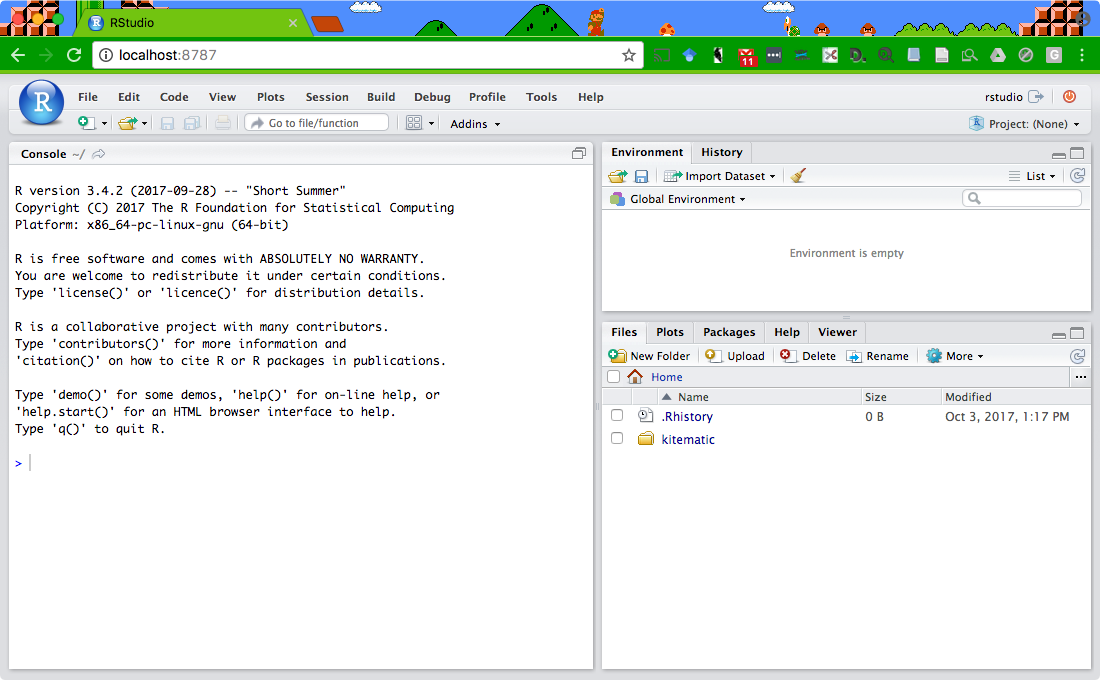 RStudio
localhost:8787
11
G
R
File Edit Code View Plots Session Build Debug Profile Tools Help
rstudio
Go to file/function
Addins
Project: (None)
Console ~/
R version 3.4.2 (2017-09-28) -- "Short Summer"
Copyright (C) 2017 The R Foundation for Statistical Computing
Platform: x86_64-pc-linux-gnu (64-bit)
R is free software and comes with ABSOLUTELY NO WARRANTY.
You are welcome to redistribute it under certain conditions.
Type 'license()' or 'licence()' for distribution details.
R is a collaborative project with many contributors.
Type 'contributors()' for more information and
'citation()' on how to cite R or R packages in publications.
Type 'demo()' for some demos, 'help()' for on-line help, or
'help.start()' for an HTML browser interface to help.
Type 'q()' to quit R.
>
Environment History
Import Dataset
List
Global Environment
Environment is empty
Files Plots Packages Help Viewer
New Folder Upload Delete Rename More
Home
Name Size Modified
.Rhistory 0 B Oct 3, 2017, 1:17 PM
kitematic